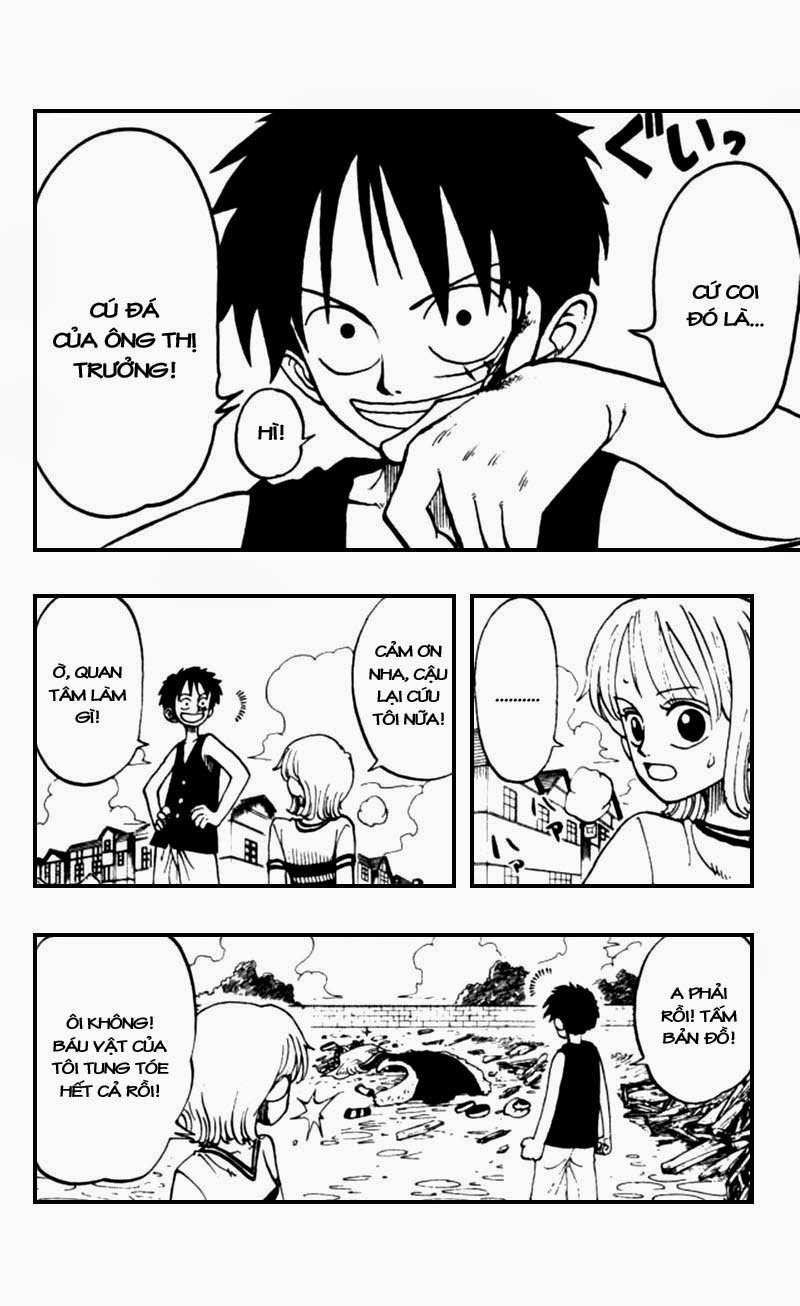 ぐいっ
CỨ COI
ĐÓ LÀ...
CÚ ĐÁ
CỦA ÔNG THỊ
TRƯỞNG!
HÌ!
Ờ, QUAN
TÂM LÀM
GÌ!
CẢM ƠN
NHA, CẬU
LẠI CỨU
TÔI NỮA!
...........
ÔI KHÔNG!
BÁU VẬT CỦA
TÔI TUNG TÓE
HẾT CẢ RỒI!
A PHẢI
RỒI! TẤM
BẢN ĐỒ!